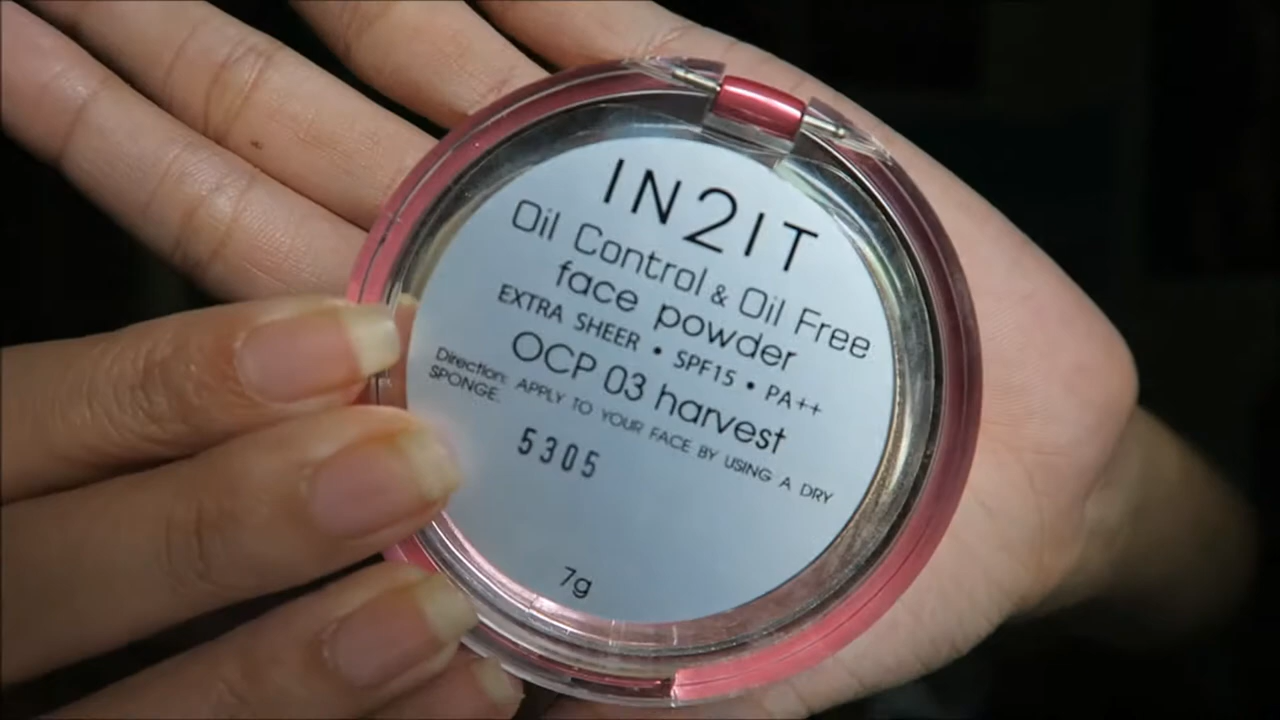 IN2IT
Oil Control & Oil Free
face powder
EXTRA SHEER • SPF15 • PA++
OCP 03 harvest
Direction: APPLY TO YOUR FACE BY USING A DRY
SPONGE.
5305
7g